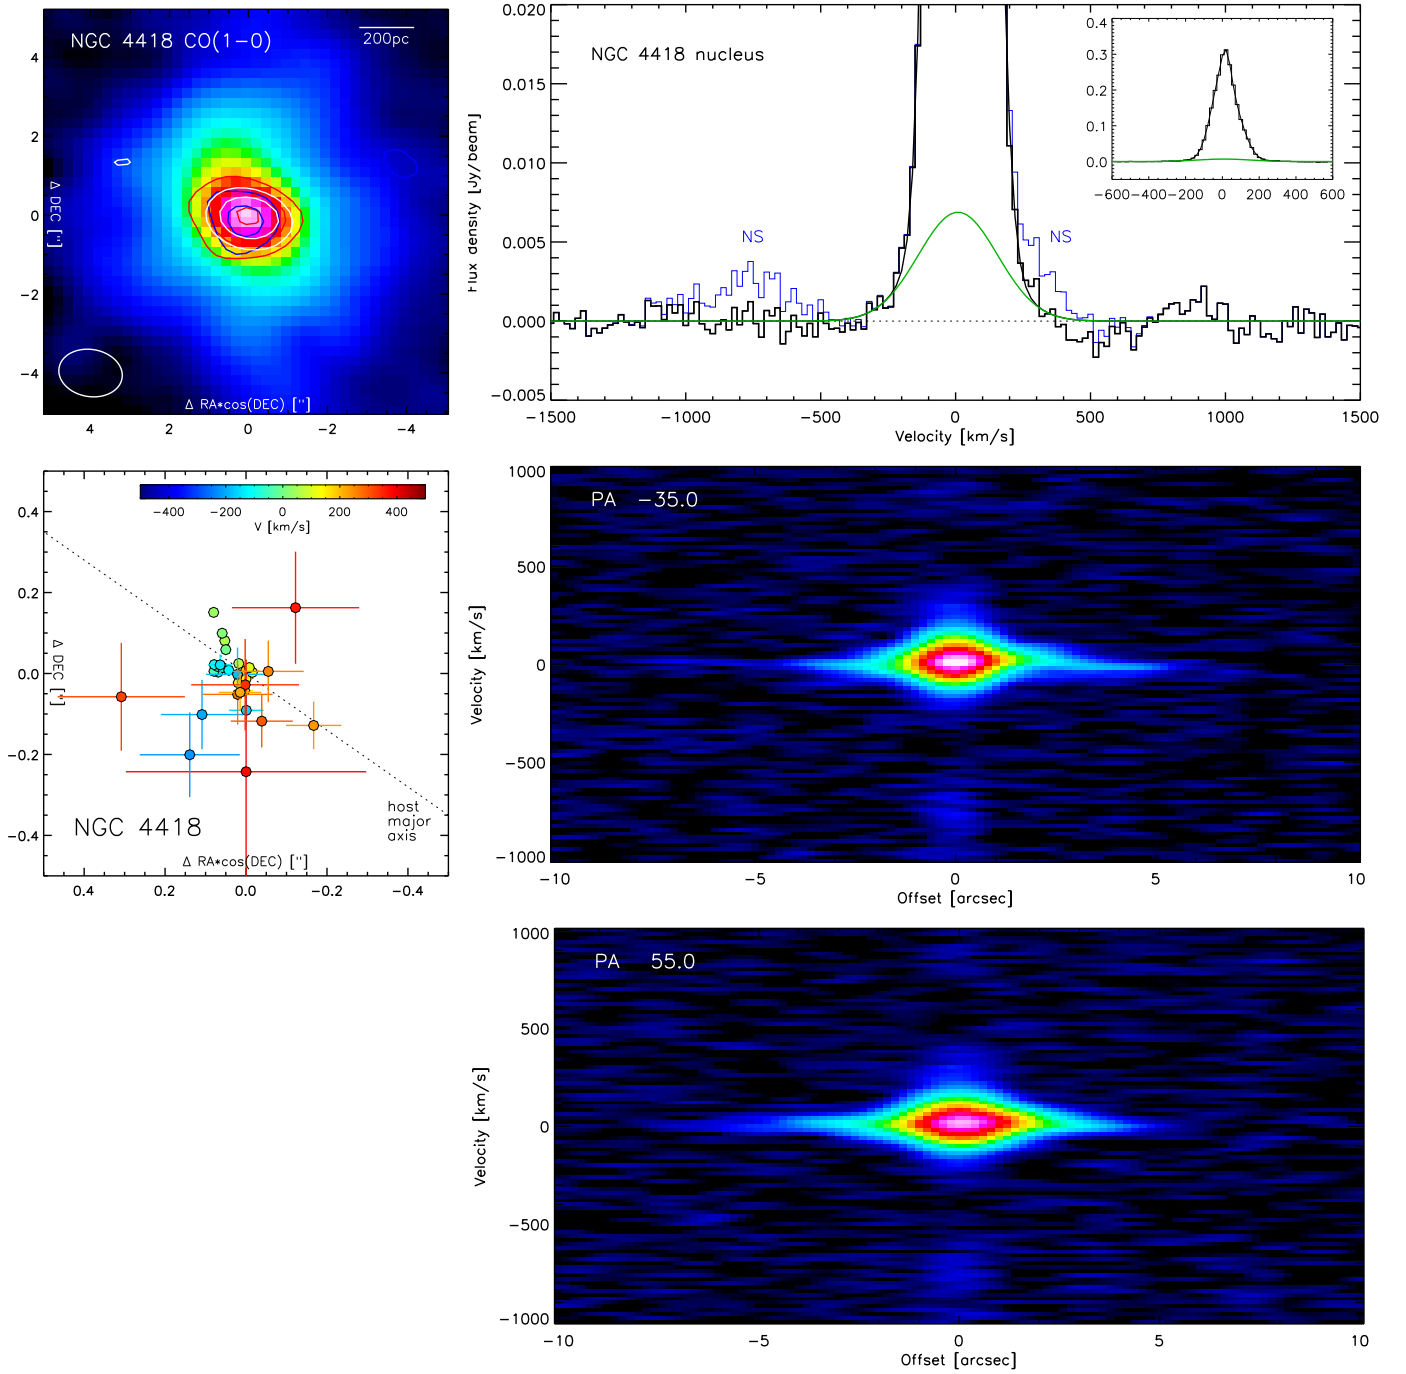 NGC 4418 CO(1-0)
200pc
4
2
0
-2
-4
Δ DEC ["]
Δ RA*cos(DEC) ["]
4 2 0 -2 -4
0.020
0.015
0.010
0.005
0.000
-0.005
Flux density [Jy/beam]
NGC 4418 nucleus
NS
NS
0.4
0.3
0.2
0.1
0.0
-600 -400 -200 0 200 400 600
-1500 -1000 -500 0 500 1000 1500
Velocity [km/s]
0.4
0.2
0.0
-0.2
-0.4
Δ DEC ["]
-400 -200 0 200 400
V [km/s]
host
major
axis
NGC 4418
Δ RA*cos(DEC) ["]
0.4 0.2 0.0 -0.2 -0.4
1000
500
0
-500
-1000
Velocity [km/s]
PA -35.0
-10 -5 0 5 10
Offset [arcsec]
1000
500
0
-500
-1000
Velocity [km/s]
PA 55.0
-10 -5 0 5 10
Offset [arcsec]